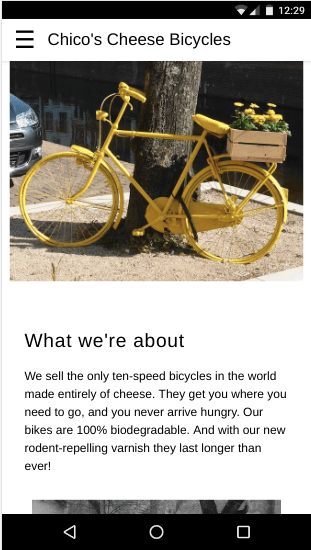 12:29
Chico's Cheese Bicycles
What we're about
We sell the only ten-speed bicycles in the world
made entirely of cheese. They get you where you
need to go, and you never arrive hungry. Our
bikes are 100% biodegradable. And with our new
rodent-repelling varnish they last longer than
ever!